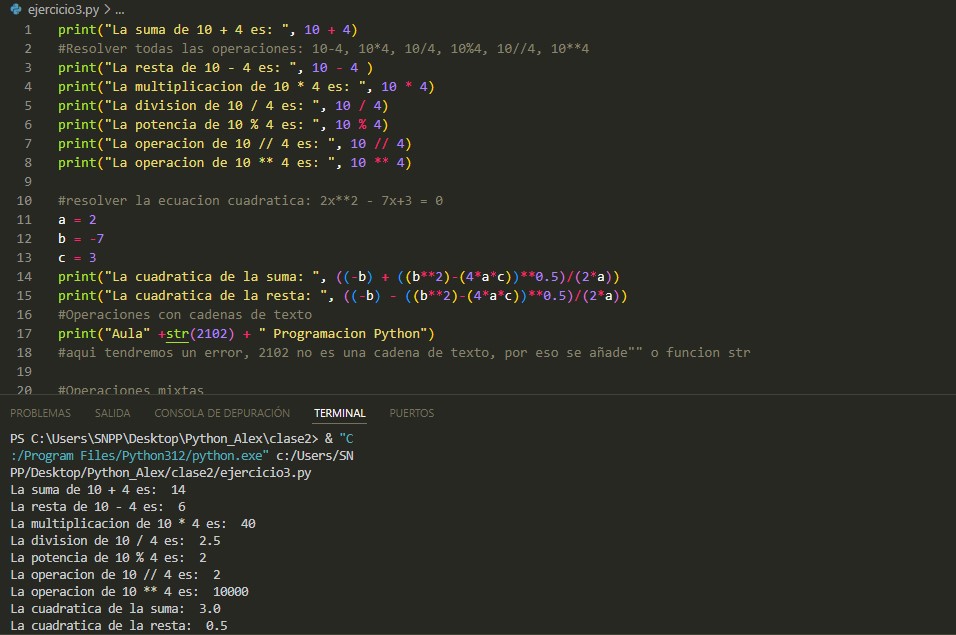 ejercicio3.py > ...
1 print("La suma de 10 + 4 es: ", 10 + 4)
2 #Resolver todas las operaciones: 10-4, 10*4, 10/4, 10%4, 10//4, 10**4
3 print("La resta de 10 - 4 es: ", 10 - 4 )
4 print("La multiplicacion de 10 * 4 es: ", 10 * 4)
5 print("La division de 10 / 4 es: ", 10 / 4)
6 print("La potencia de 10 % 4 es: ", 10 % 4)
7 print("La operacion de 10 // 4 es: ", 10 // 4)
8 print("La operacion de 10 ** 4 es: ", 10 ** 4)
9
10 #resolver la ecuacion cuadratica: 2x**2 - 7x+3 = 0
11 a = 2
12 b = -7
13 c = 3
14 print("La cuadratica de la suma: ", ((-b) + ((b**2)-(4*a*c))**0.5)/(2*a))
15 print("La cuadratica de la resta: ", ((-b) - ((b**2)-(4*a*c))**0.5)/(2*a))
16 #Operaciones con cadenas de texto
17 print("Aula" +str(2102) + " Programacion Python")
18 #aqui tendremos un error, 2102 no es una cadena de texto, por eso se añade"" o funcion str
19
20 #Operaciones mixtas
PROBLEMAS SALIDA CONSOLA DE DEPURACIÓN TERMINAL PUERTOS
PS C:\Users\SNPP\Desktop\Python_Alex\clase2> & "C
:/Program Files/Python312/python.exe" c:/Users/SN
PP/Desktop/Python_Alex/clase2/ejercicio3.py
La suma de 10 + 4 es:  14
La resta de 10 - 4 es:  6
La multiplicacion de 10 * 4 es:  40
La division de 10 / 4 es:  2.5
La potencia de 10 % 4 es:  2
La operacion de 10 // 4 es:  2
La operacion de 10 ** 4 es:  10000
La cuadratica de la suma:  3.0
La cuadratica de la resta:  0.5